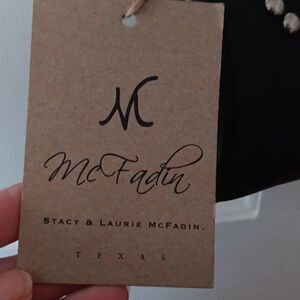 M
McFadin
STACY & LAURIE MCFADIN.
TEXAS